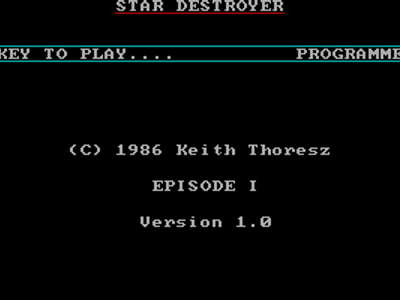 STAR DESTROYER
KEY TO PLAY.... PROGRAMME
(C) 1986 Keith Thoresz
EPISODE I
Version 1.0